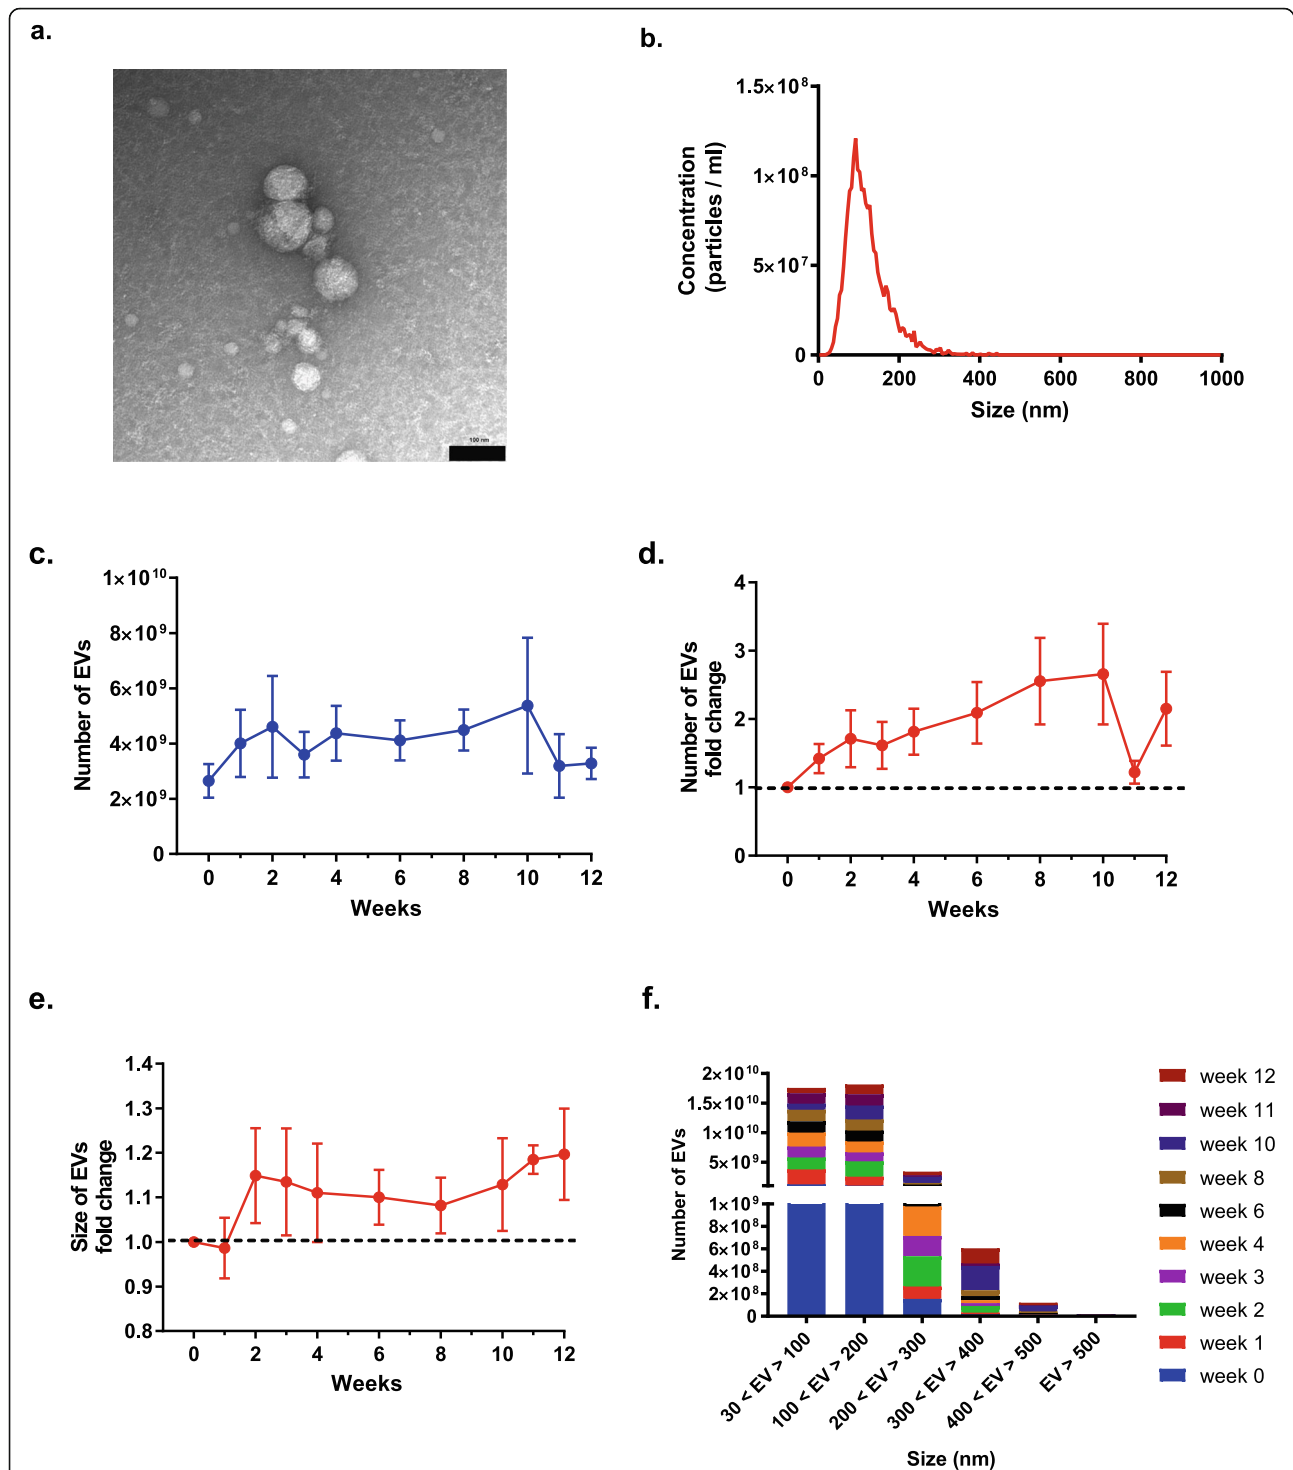 a.
100 nm
b.
1.5×10⁸
1×10⁸
5×10⁷
0
Concentration
(particles / ml)
0 200 400 600 800 1000
Size (nm)
c.
1×10¹⁰
8×10⁹
6×10⁹
4×10⁹
2×10⁹
0
Number of EVs
0 2 4 6 8 10 12
Weeks
d.
4
3
2
1
0
Number of EVs
fold change
0 2 4 6 8 10 12
Weeks
e.
1.4
1.3
1.2
1.1
1.0
0.9
0.8
Size of EVs
fold change
0 2 4 6 8 10 12
Weeks
f.
2×10¹⁰
1.5×10¹⁰
1×10¹⁰
5×10⁹
1×10⁹
8×10⁸
6×10⁸
4×10⁸
2×10⁸
0
Number of EVs
30 < EV > 100
100 < EV > 200
200 < EV > 300
300 < EV > 400
400 < EV > 500
EV > 500
Size (nm)
week 12
week 11
week 10
week 8
week 6
week 4
week 3
week 2
week 1
week 0